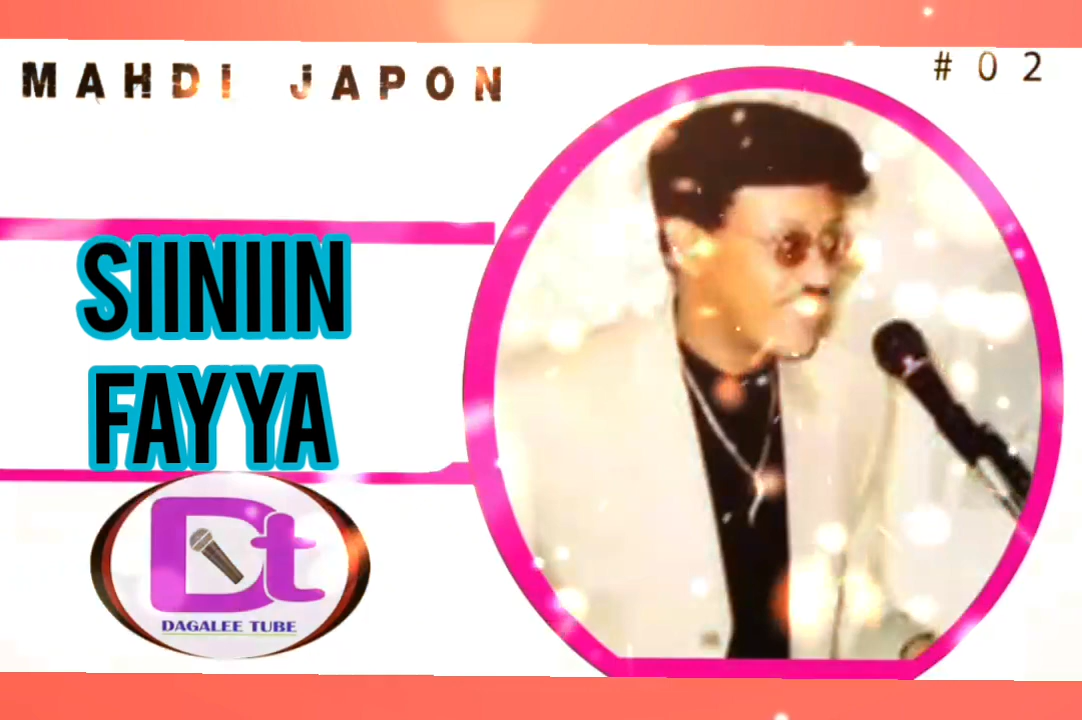 MAHDI JAPON
#02
SIINIIN
FAYYA
Dt
DAGALEE TUBE